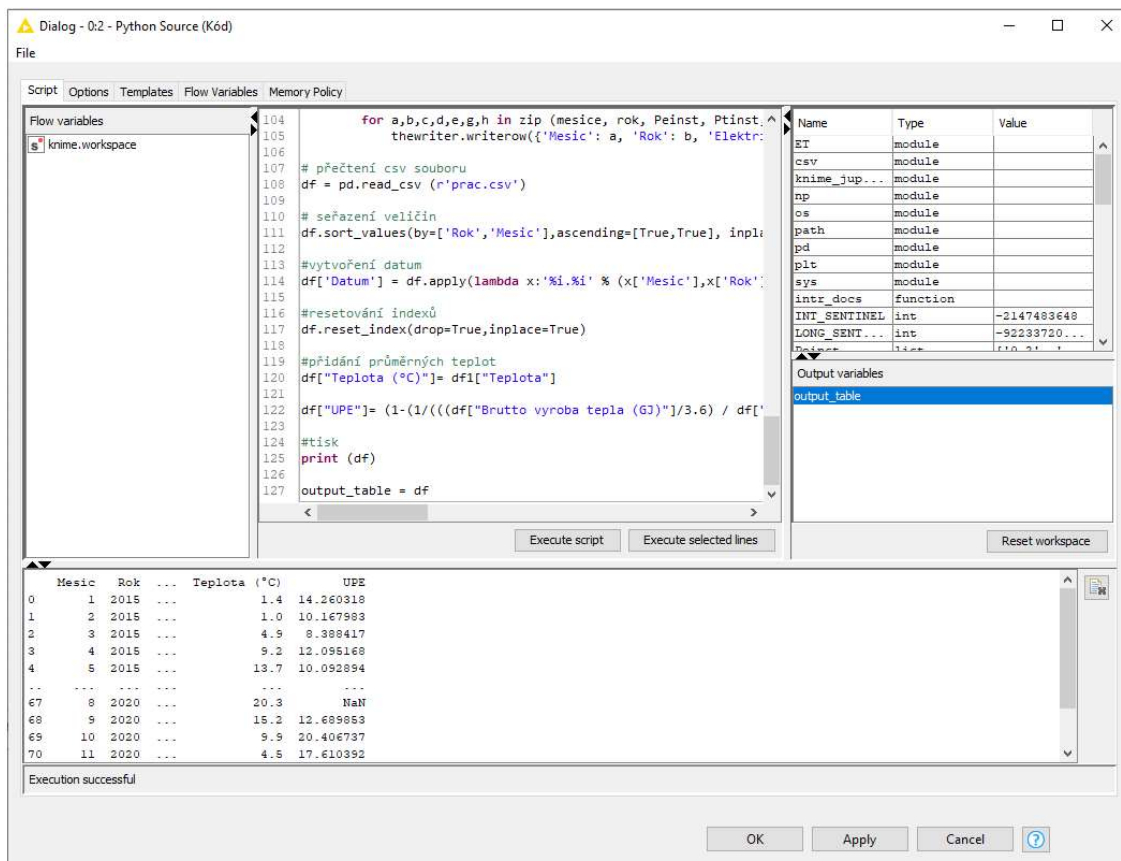 Dialog - 0:2 - Python Source (Kód)
File
Script Options Templates Flow Variables Memory Policy
Flow variables
knime.workspace
104 for a,b,c,d,e,g,h in zip (mesice, rok, Peinst, Ptinst,
105 thewriter.writerow({'Mesic': a, 'Rok': b, 'Elektri
106
107 # přečtení csv souboru
108 df = pd.read_csv (r'prac.csv')
109
110 # seřazení veličin
111 df.sort_values(by=['Rok','Mesic'],ascending=[True,True], inpla
112
113 #vytvoření datum
114 df['Datum'] = df.apply(lambda x:'%i.%i' % (x['Mesic'],x['Rok']
115
116 #resetování indexů
117 df.reset_index(drop=True,inplace=True)
118
119 #přidání průměrných teplot
120 df["Teplota (°C)"]= df1["Teplota"]
121
122 df["UPE"]= (1-(1/(((df["Brutto vyroba tepla (GJ)"]/3.6) / df["
123
124 #tisk
125 print (df)
126
127 output_table = df
Execute script Execute selected lines
Name Type Value
ET module
csv module
knime_jup... module
np module
os module
path module
pd module
plt module
sys module
intr_docs function
INT_SENTINEL int -2147483648
LONG_SENT... int -92233720...
Output variables
output_table
Reset workspace
Mesic Rok ... Teplota (°C) UPE
0 1 2015 ... 1.4 14.260318
1 2 2015 ... 1.0 10.167983
2 3 2015 ... 4.9 8.388417
3 4 2015 ... 9.2 12.095168
4 5 2015 ... 13.7 10.092894
.. ... ... ... ... ...
67 8 2020 ... 20.3 NaN
68 9 2020 ... 15.2 12.689853
69 10 2020 ... 9.9 20.406737
70 11 2020 ... 4.5 17.610392
Execution successful
OK Apply Cancel ?